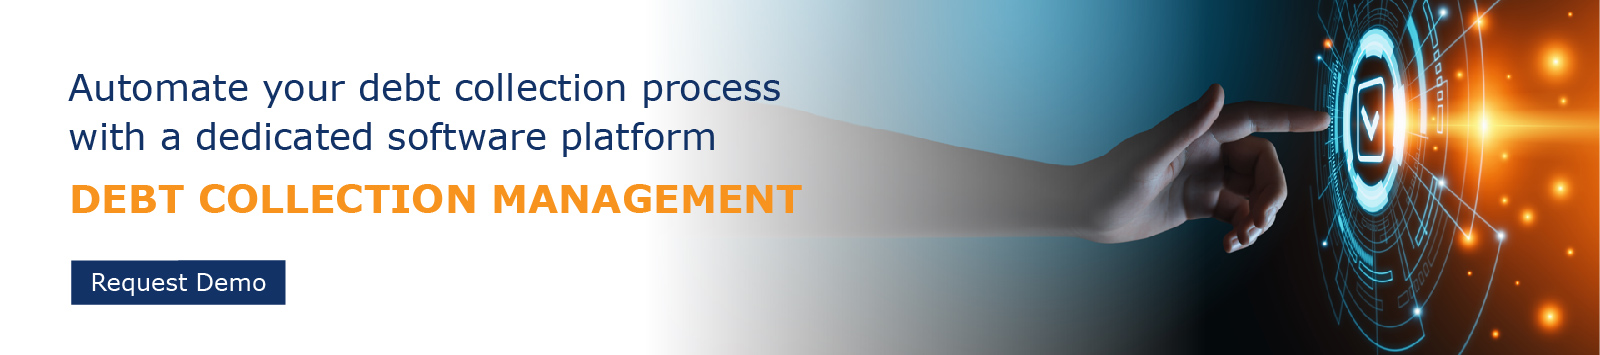 Automate your debt collection process
with a dedicated software platform
DEBT COLLECTION MANAGEMENT
Request Demo